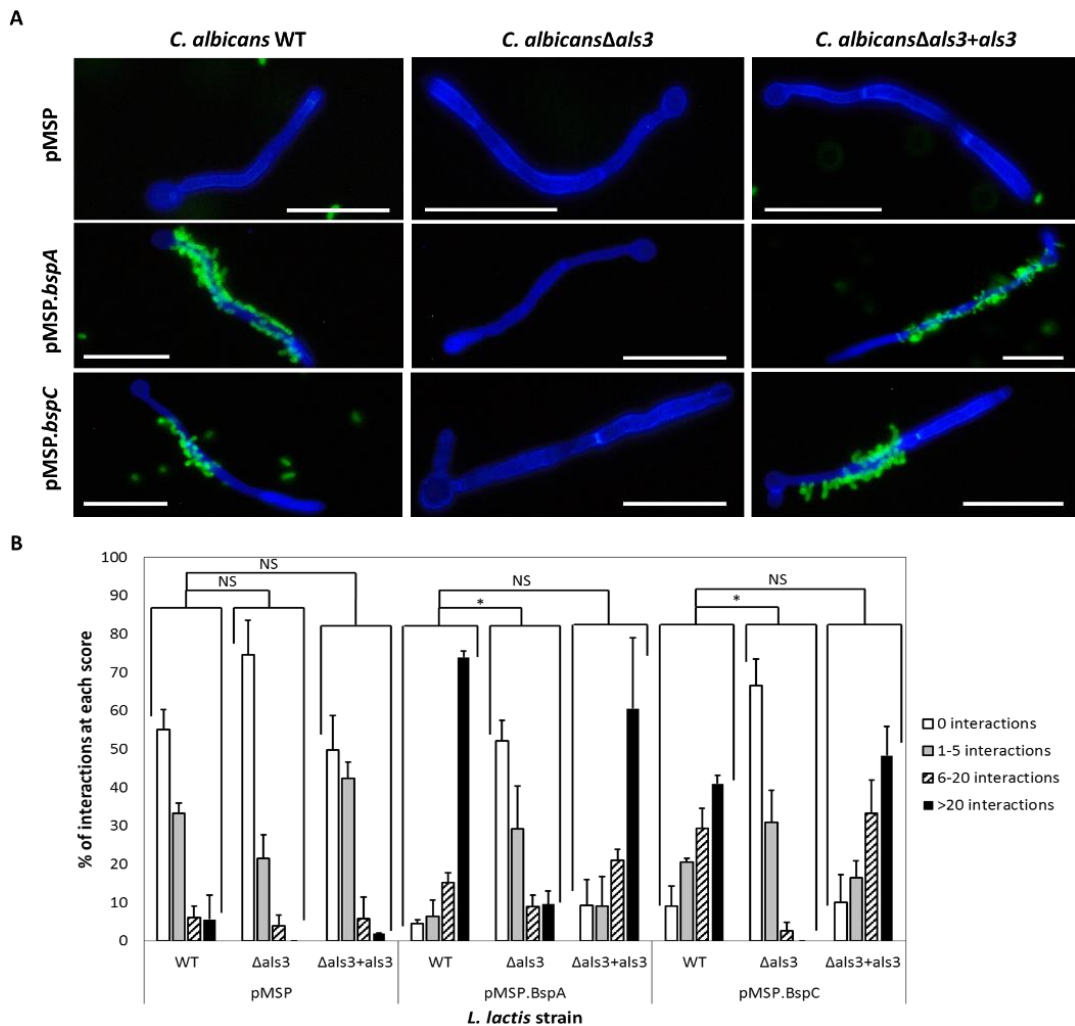 A
C. albicans WT
C. albicansΔals3
C. albicansΔals3+als3
pMSP
pMSP.bspA
pMSP.bspC
B
% of interactions at each score
100
90
80
70
60
50
40
30
20
10
0
NS
NS
NS
*
NS
*
0 interactions
1-5 interactions
6-20 interactions
>20 interactions
WT Δals3 Δals3+als3 WT Δals3 Δals3+als3 WT Δals3 Δals3+als3
pMSP pMSP.BspA pMSP.BspC
L. lactis strain